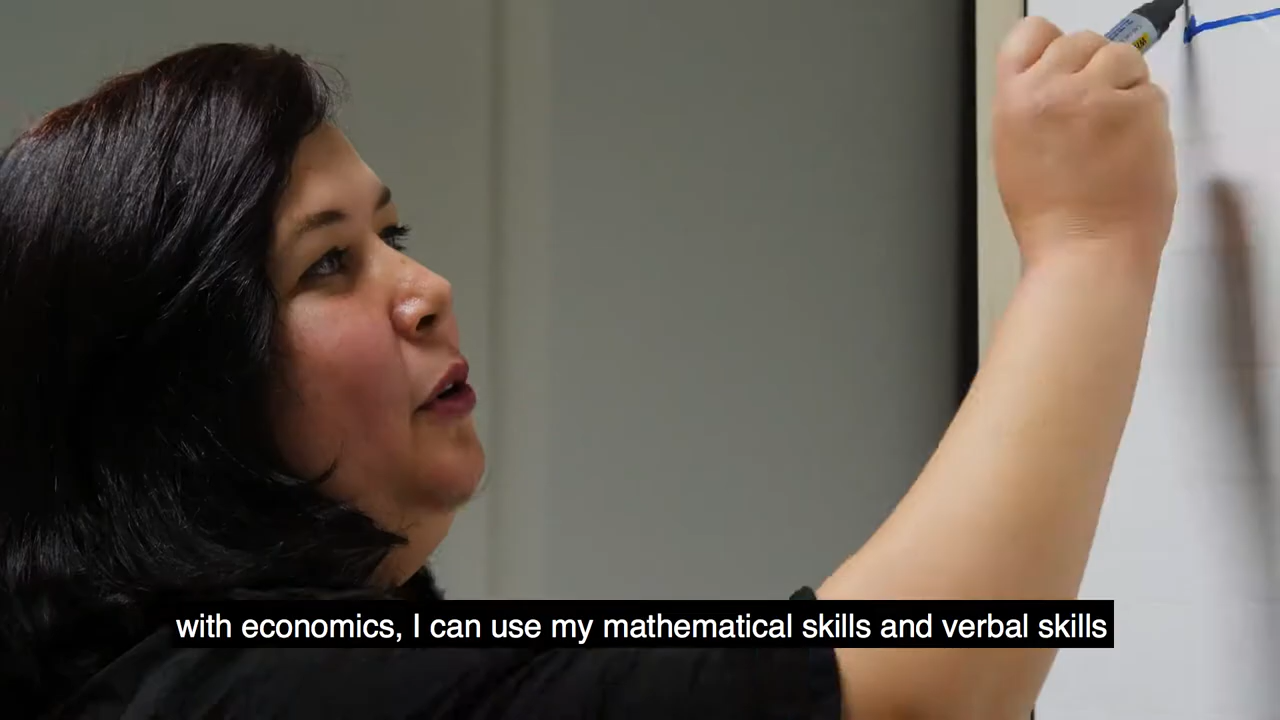 with economics, I can use my mathematical skills and verbal skills